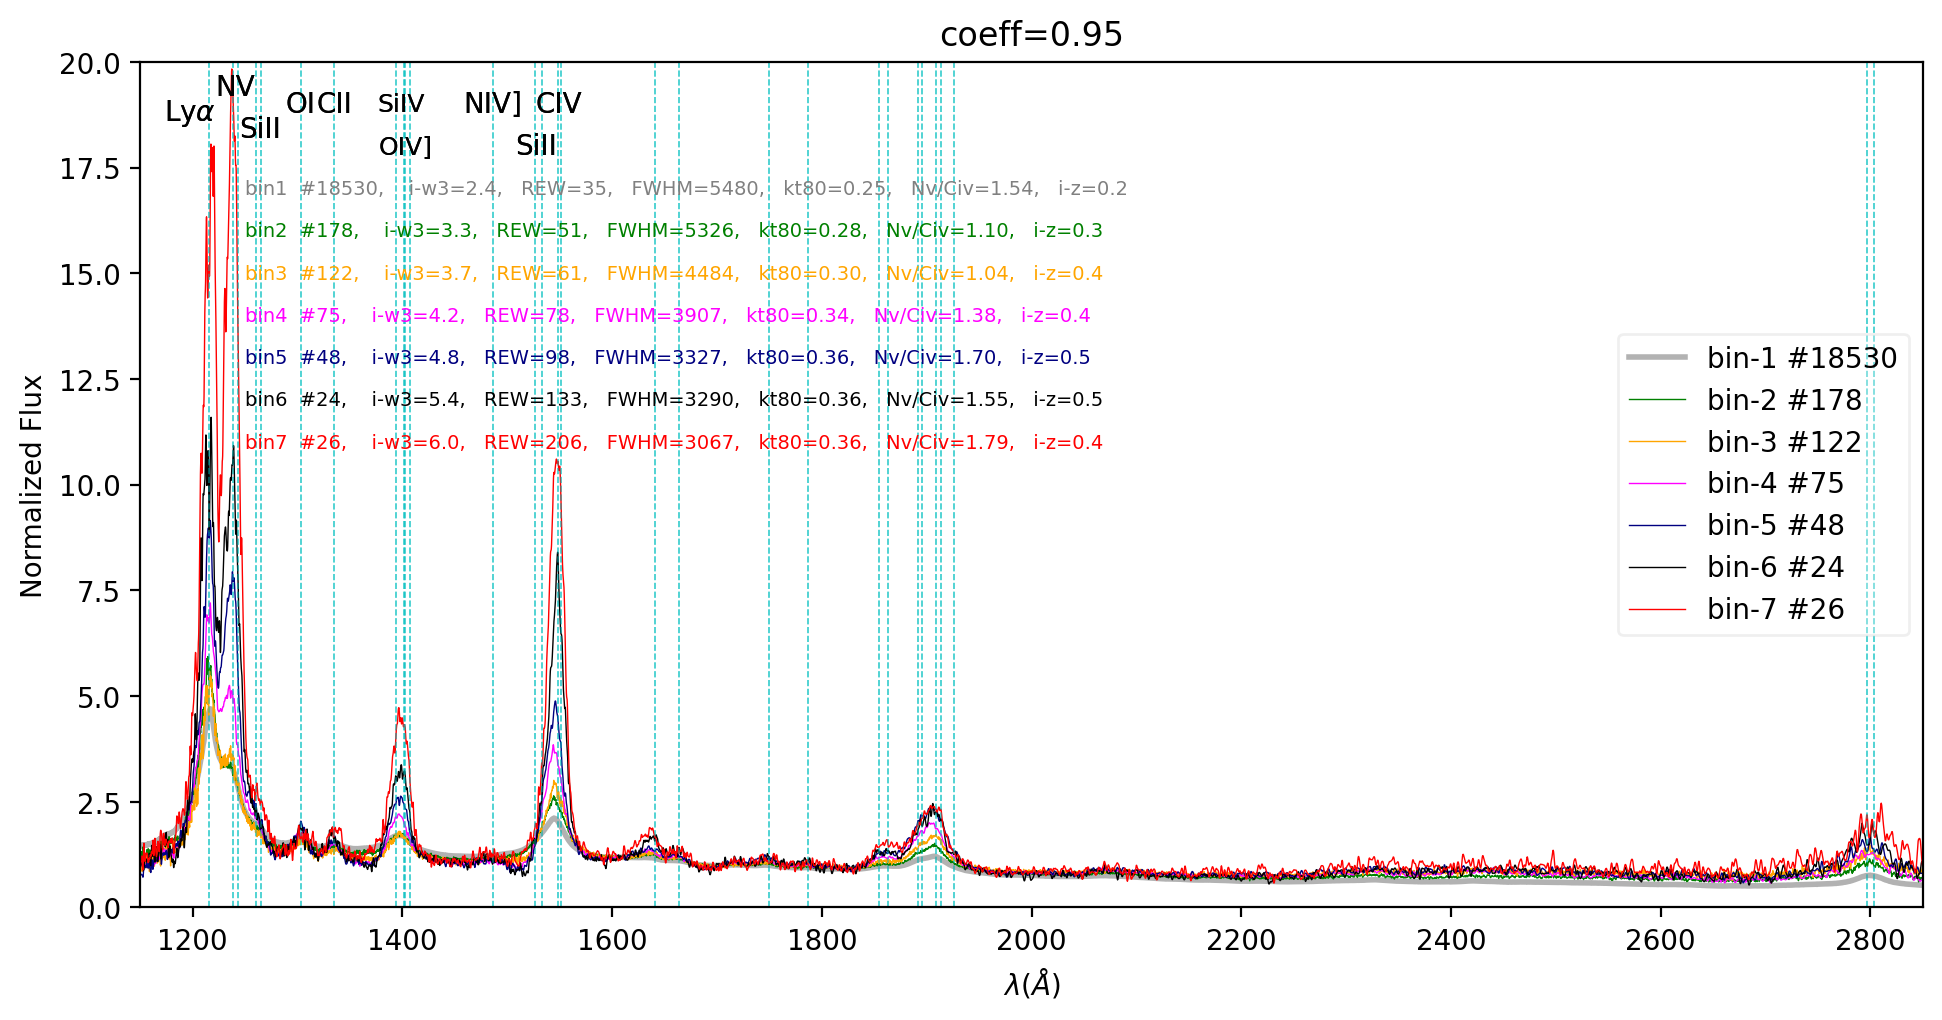 coeff=0.95
20.0
17.5
15.0
12.5
10.0
7.5
5.0
2.5
0.0
Normalized Flux
NV
Lyα
SiII
OI
CII
SiIV
OIV]
NIV]
CIV
SiII
bin1 #18530, i-w3=2.4, REW=35, FWHM=5480, kt80=0.25, Nv/Civ=1.54, i-z=0.2
bin2 #178, i-w3=3.3, REW=51, FWHM=5326, kt80=0.28, Nv/Civ=1.10, i-z=0.3
bin3 #122, i-w3=3.7, REW=61, FWHM=4484, kt80=0.30, Nv/Civ=1.04, i-z=0.4
bin4 #75, i-w3=4.2, REW=78, FWHM=3907, kt80=0.34, Nv/Civ=1.38, i-z=0.4
bin5 #48, i-w3=4.8, REW=98, FWHM=3327, kt80=0.36, Nv/Civ=1.70, i-z=0.5
bin6 #24, i-w3=5.4, REW=133, FWHM=3290, kt80=0.36, Nv/Civ=1.55, i-z=0.5
bin7 #26, i-w3=6.0, REW=206, FWHM=3067, kt80=0.36, Nv/Civ=1.79, i-z=0.4
bin-1 #18530
bin-2 #178
bin-3 #122
bin-4 #75
bin-5 #48
bin-6 #24
bin-7 #26
1200 1400 1600 1800 2000 2200 2400 2600 2800
λ(Å)